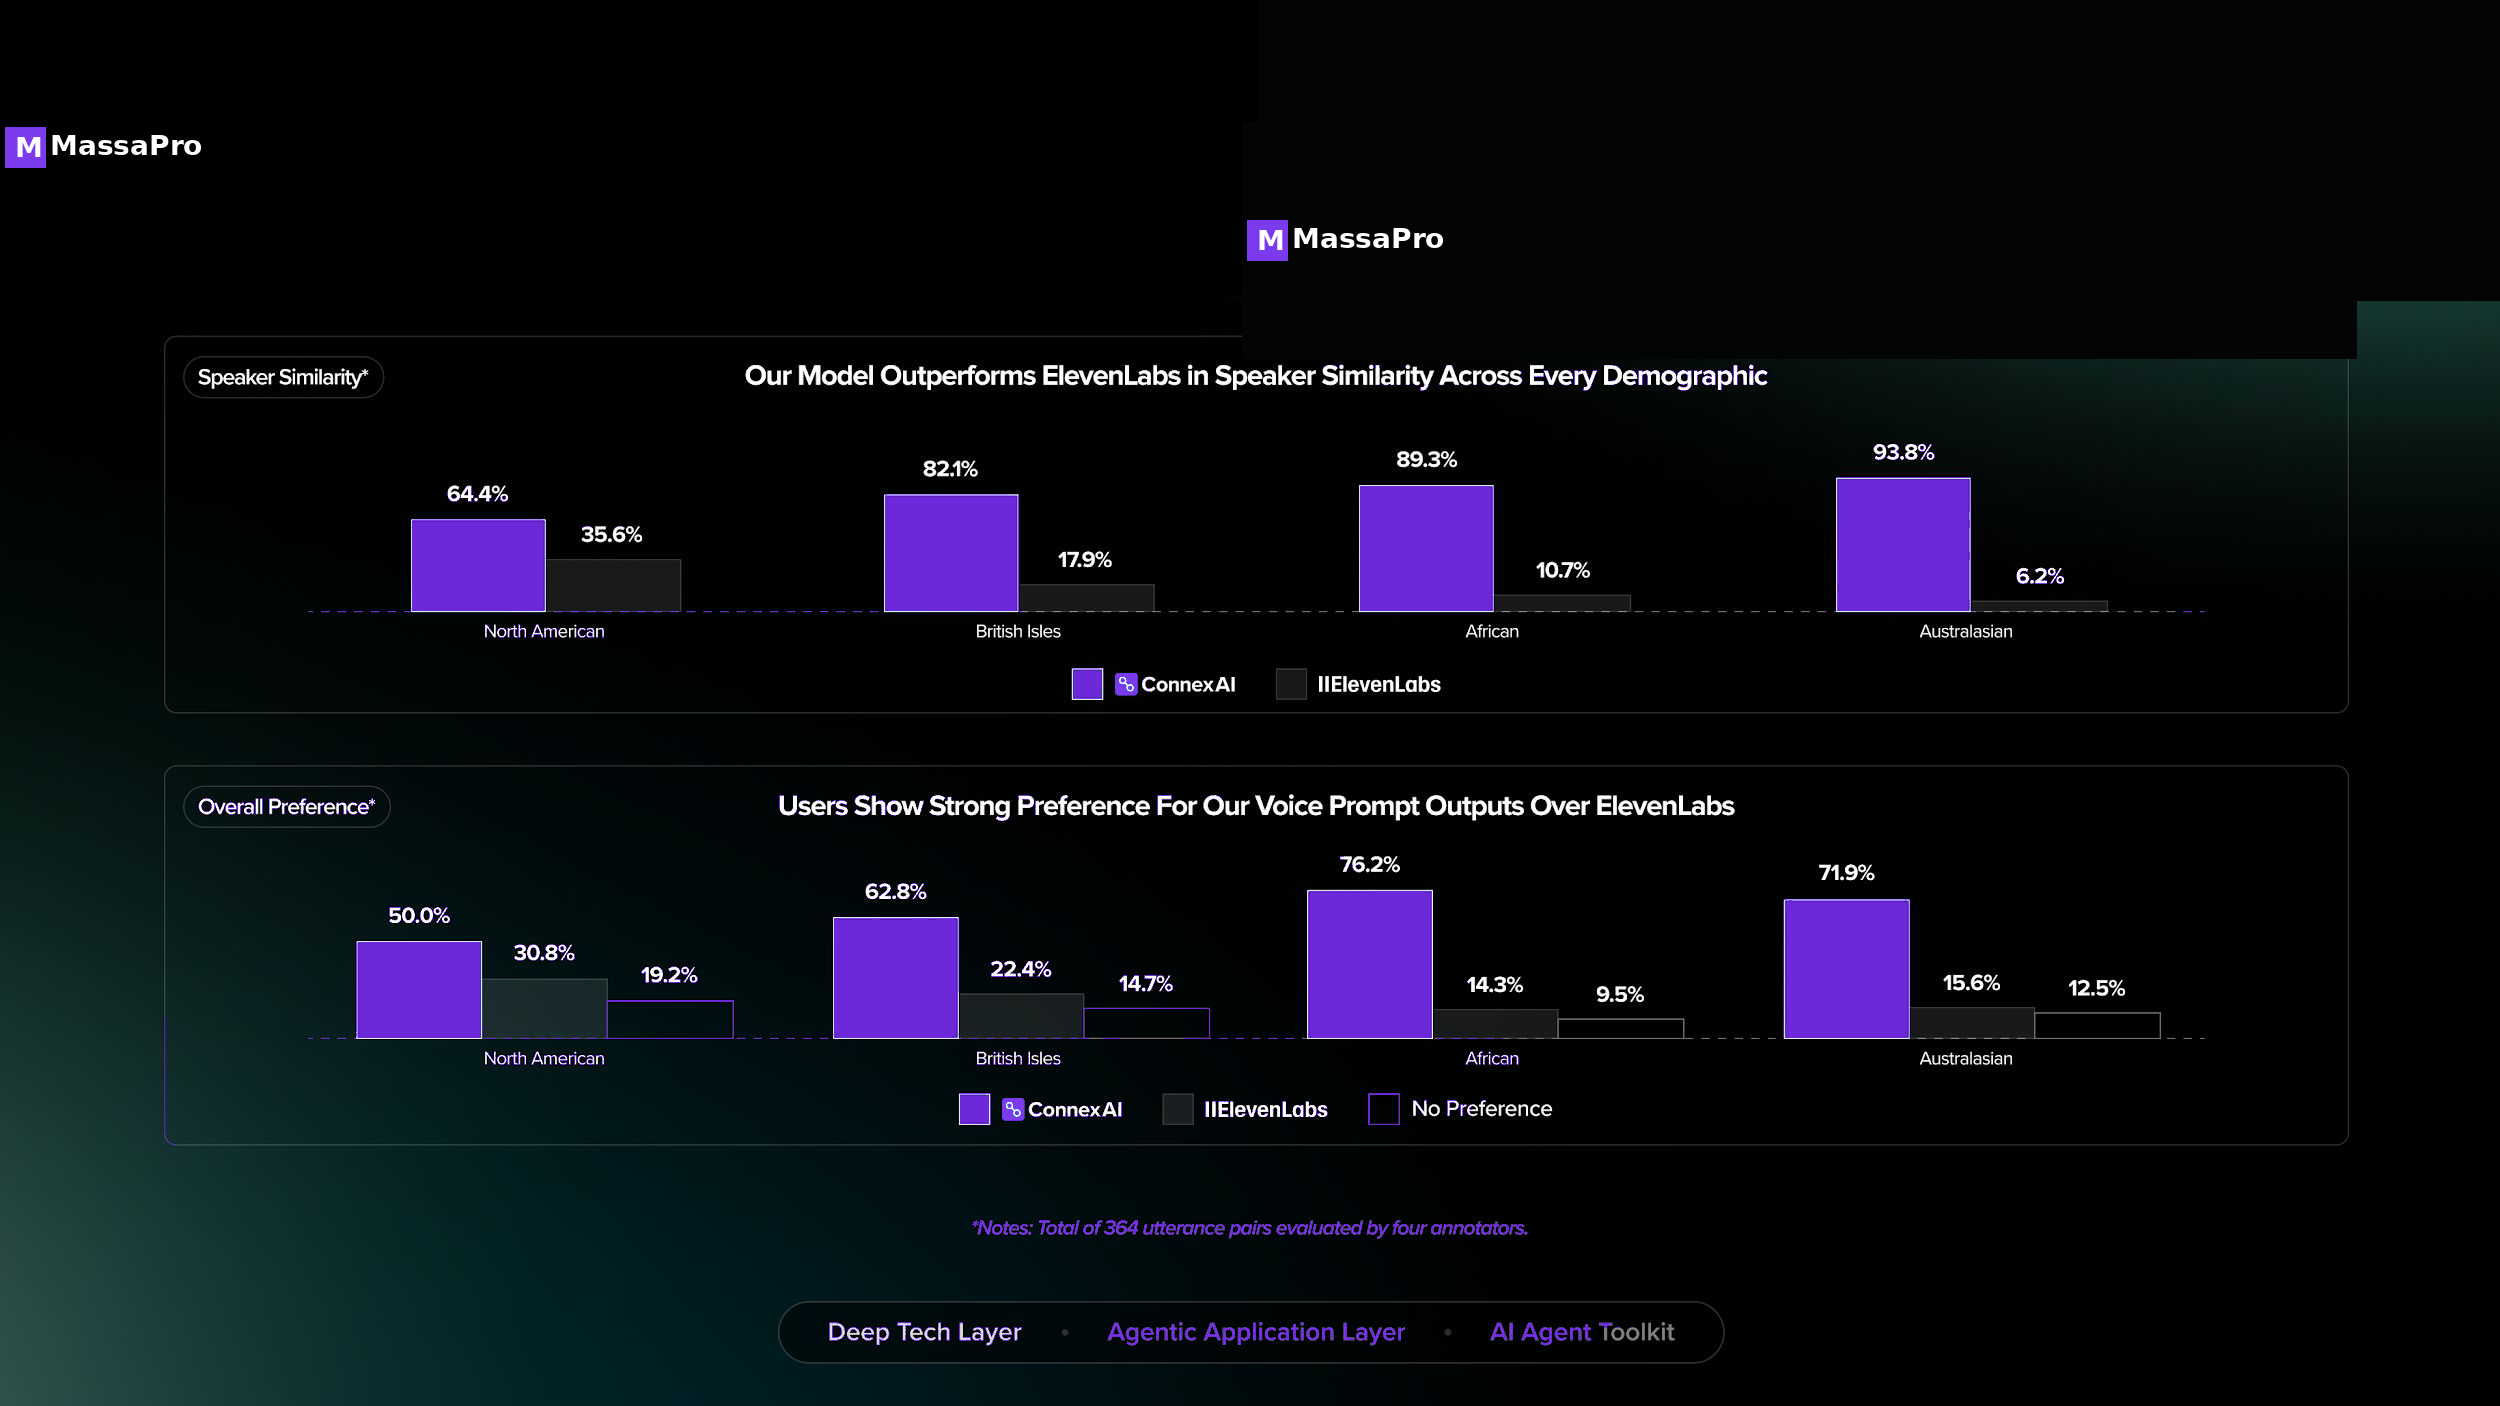 M MassaPro
M MassaPro
Speaker Similarity*
Our Model Outperforms ElevenLabs in Speaker Similarity Across Every Demographic
64.4%
35.6%
82.1%
17.9%
89.3%
10.7%
93.8%
6.2%
North American
British Isles
African
Australasian
ConnexAI
IIElevenLabs
Overall Preference*
Users Show Strong Preference For Our Voice Prompt Outputs Over ElevenLabs
50.0%
30.8%
19.2%
62.8%
22.4%
14.7%
76.2%
14.3%
9.5%
71.9%
15.6%
12.5%
North American
British Isles
African
Australasian
ConnexAI
IIElevenLabs
No Preference
*Notes: Total of 364 utterance pairs evaluated by four annotators.
Deep Tech Layer • Agentic Application Layer • AI Agent Toolkit